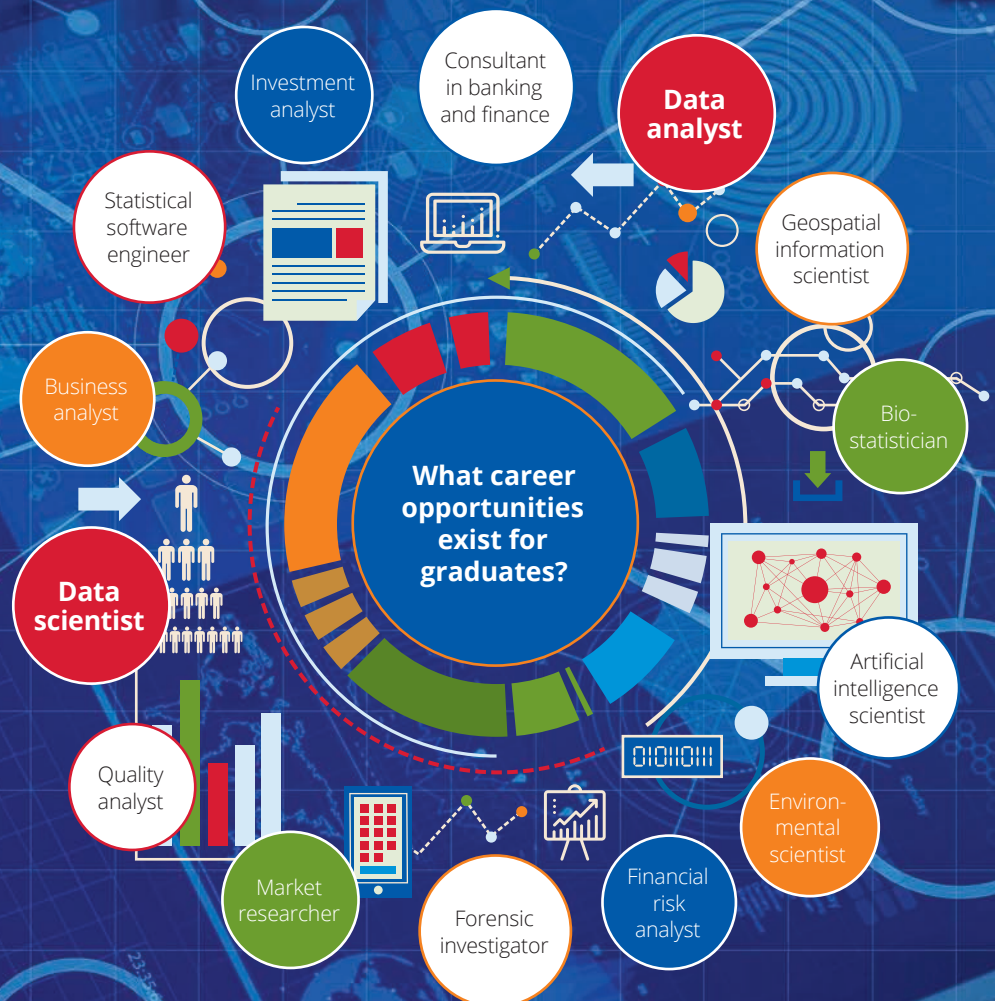 Investment
analyst
Consultant
in banking
and finance
Data
analyst
Statistical
software
engineer
Geospatial
information
scientist
Business
analyst
Bio-
statistician
What career
opportunities
exist for
graduates?
Data
scientist
Artificial
intelligence
scientist
01011011
Quality
analyst
Environ-
mental
scientist
Market
researcher
Forensic
investigator
Financial
risk
analyst